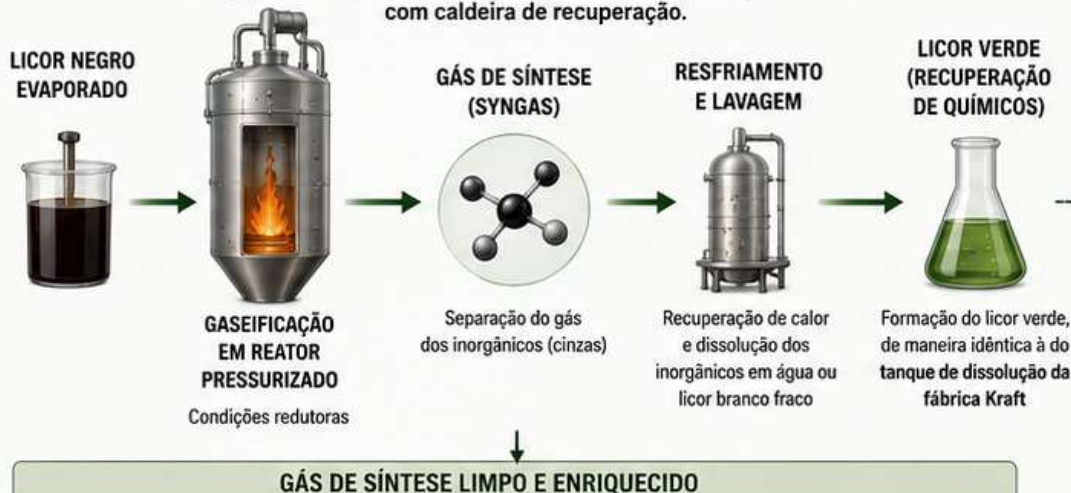 com caldeira de recuperação.
LICOR NEGRO
EVAPORADO
GASEIFICAÇÃO
EM REATOR
PRESSURIZADO
Condições redutoras
GÁS DE SÍNTESE
(SYNGAS)
Separação do gás
dos inorgânicos (cinzas)
RESFRIAMENTO
E LAVAGEM
Recuperação de calor
e dissolução dos
inorgânicos em água ou
licor branco fraco
LICOR VERDE
(RECUPERAÇÃO
DE QUÍMICOS)
Formação do licor verde,
de maneira idêntica à do
tanque de dissolução da
fábrica Kraft
GÁS DE SÍNTESE LIMPO E ENRIQUECIDO